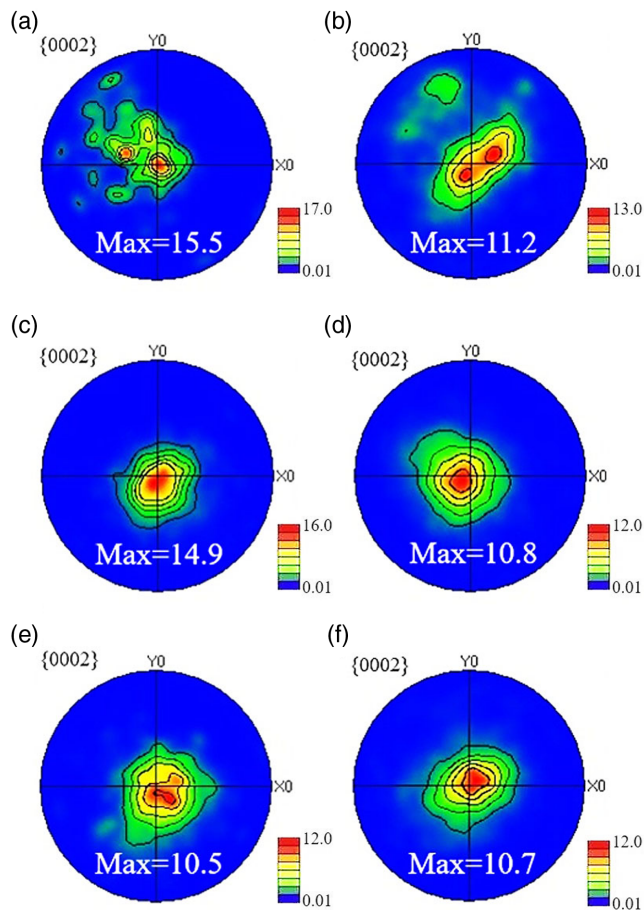 (a)
(b)
{0002}
Y0
{0002}
Y0
X0
X0
17.0
13.0
Max=15.5
Max=11.2
0.01
0.01
(c)
(d)
{0002}
Y0
{0002}
Y0
X0
X0
16.0
12.0
Max=14.9
Max=10.8
0.01
0.01
(e)
(f)
{0002}
Y0
{0002}
Y0
X0
X0
12.0
12.0
Max=10.5
Max=10.7
0.01
0.01